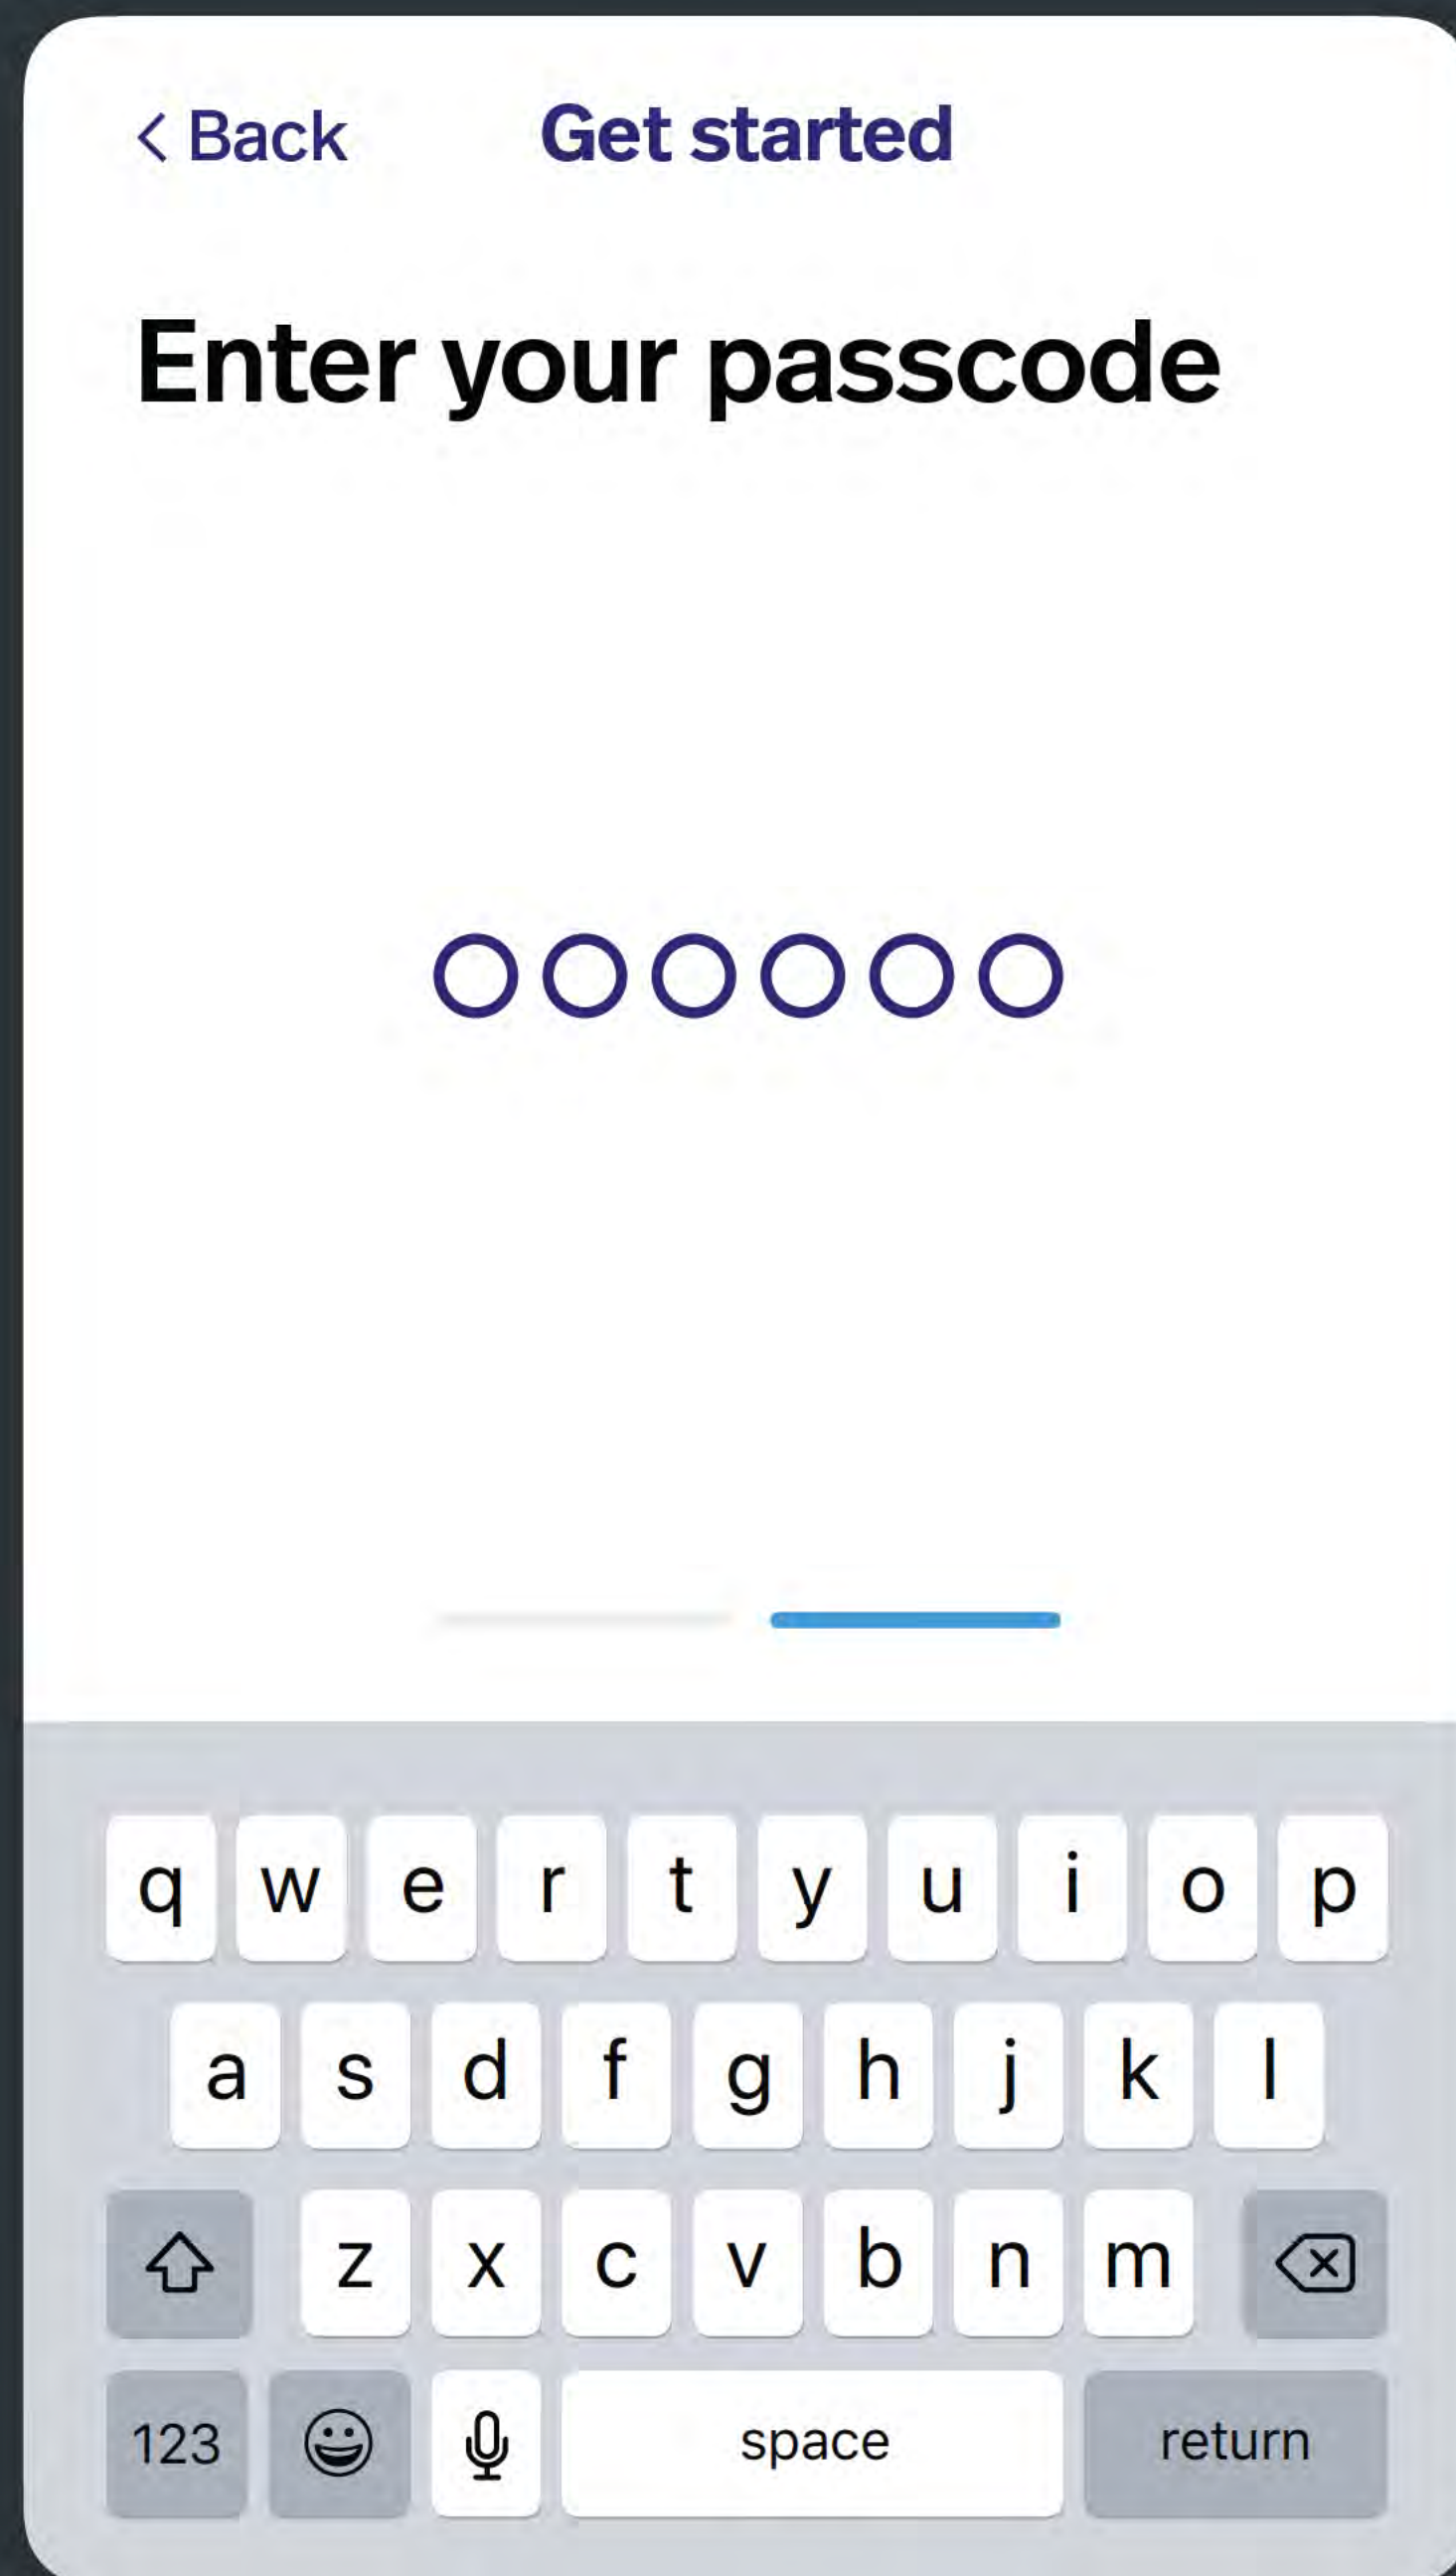 Back
Get started
Enter your passcode
q w e r t y u i o p
a s d f g h j k l
z x c v b n m
123 space return